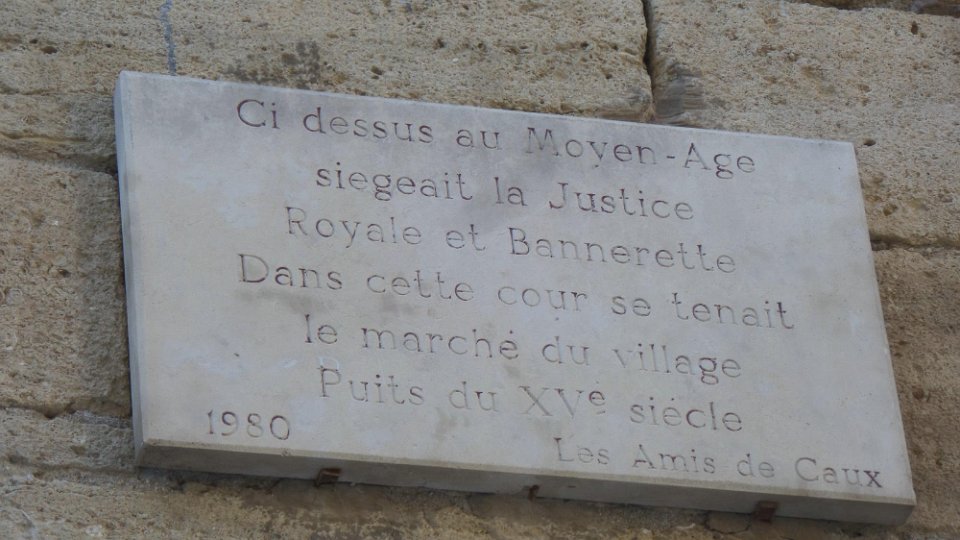 Ci dessus au Moyen-Age
siegeait la Justice
Royale et Bannerette
Dans cette cour se tenait
le marché du village
Puits du XVe siécle
1980
Les Amis de Caux